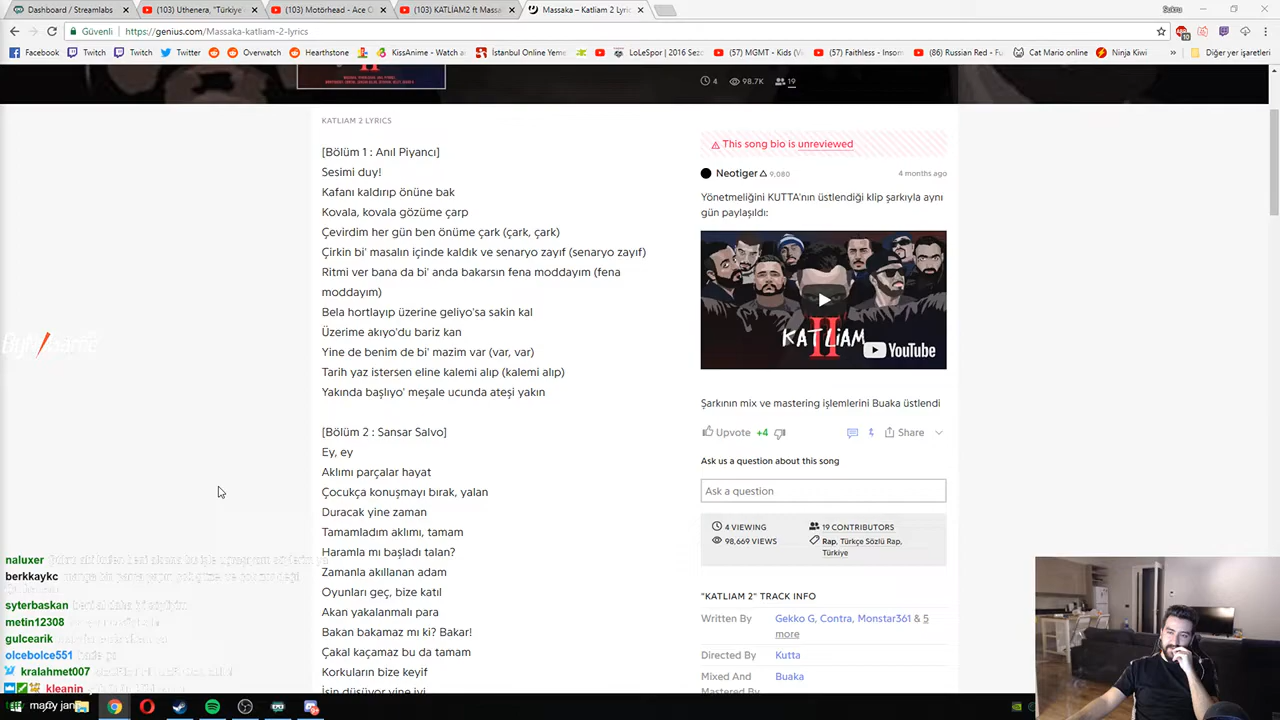 Dashboard / Streamlabs
(103) Uthenera, "Türkiye
(103) Motörhead - Ace O
(103) KATLİAM2 ft Massa
Massaka – Katliam 2 Lyric
Güvenli
https://genius.com/Massaka-katliam-2-lyrics
Facebook
Twitch
Twitch
Twitter
Overwatch
Hearthstone
KissAnime - Watch a
İstanbul Online Yeme
LoLeSpor | 2016 Sez
(57) MGMT - Kids (V
(57) Faithless - Insom
(86) Russian Red - Fu
Cat Mario online
Ninja Kiwi
»
Diğer yer işaretleri
4
98.7K
19
KATLIAM 2 LYRICS
[Bölüm 1 : Anıl Piyancı]
Sesimi duy!
Kafanı kaldırıp önüne bak
Kovala, kovala gözüme çarp
Çevirdim her gün ben önüme çark (çark, çark)
Çirkin bi' masalın içinde kaldık ve senaryo zayıf (senaryo zayıf)
Ritmi ver bana da bi' anda bakarsın fena moddayım (fena
moddayım)
Bela hortlayıp üzerine geliyo'sa sakin kal
Üzerime akıyo'du bariz kan
Yine de benim de bi' mazim var (var, var)
Tarih yaz istersen eline kalemi alıp (kalemi alıp)
Yakında başlıyo' meşale ucunda ateşi yakın
[Bölüm 2 : Sansar Salvo]
Ey, ey
Aklımı parçalar hayat
Çocukça konuşmayı bırak, yalan
Duracak yine zaman
Tamamladım aklımı, tamam
Haramla mı başladı talan?
Zamanla akıllanan adam
Oyunları geç, bize katıl
Akan yakalanmalı para
Bakan bakamaz mı ki? Bakar!
Çakal kaçamaz bu da tamam
Korkuların bize keyif
İsin düşüyor yine iyi
This song bio is unreviewed
Neotiger 9,080
4 months ago
Yönetmeliğini KUTTA'nın üstlendiği klip şarkıyla aynı
gün paylaşıldı:
KATLİAM
II
YouTube
Şarkının mix ve mastering işlemlerini Buaka üstlendi
Upvote +4
Share
Ask us a question about this song
Ask a question
4 VIEWING
98,669 VIEWS
19 CONTRIBUTORS
Rap, Türkçe Sözlü Rap,
Türkiye
"KATLIAM 2" TRACK INFO
Written By
Gekko G, Contra, Monstar361 & 5
more
Directed By
Kutta
Mixed And
Mastered By
Buaka
naluxer
berkkaykc
syterbaskan
metin12308
gulcearik
olcebolce551
kralahmet007
kleanin